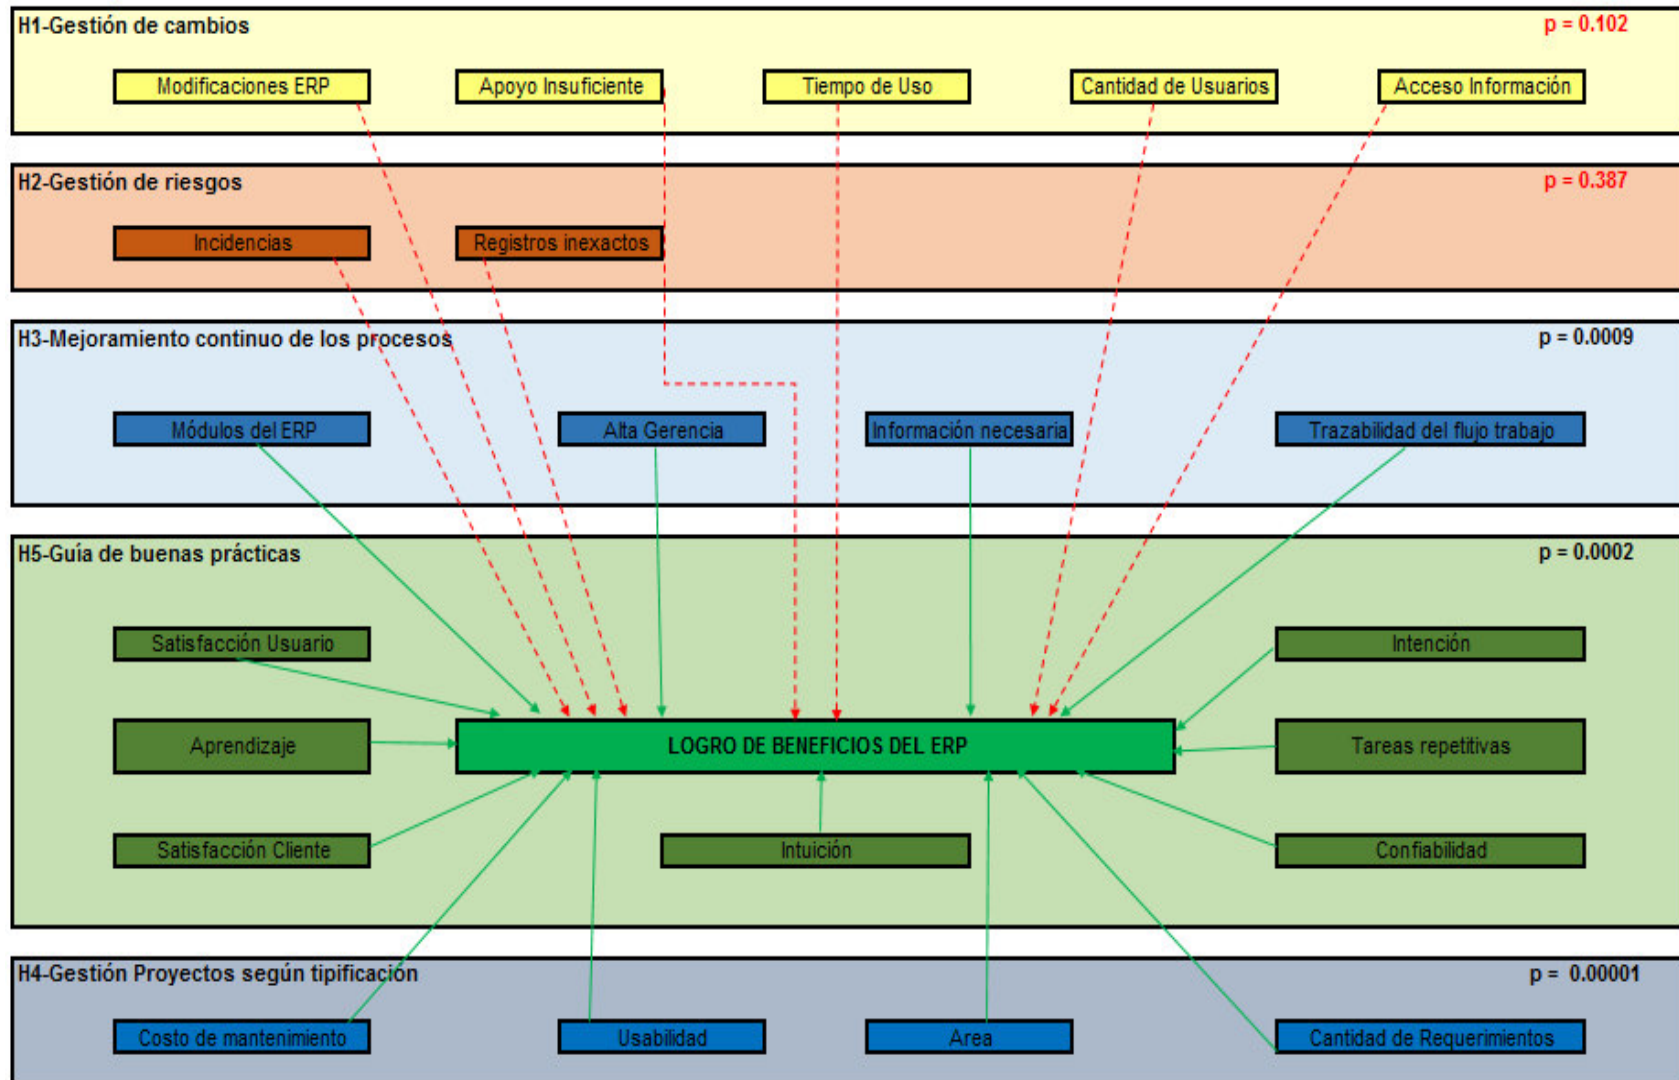 H1-Gestión de cambios
p = 0.102
Modificaciones ERP
Apoyo Insuficiente
Tiempo de Uso
Cantidad de Usuarios
Acceso Información
H2-Gestión de riesgos
p = 0.387
Incidencias
Registros inexactos
H3-Mejoramiento continuo de los procesos
p = 0.0009
Módulos del ERP
Alta Gerencia
Información necesaria
Trazabilidad del flujo trabajo
H5-Guía de buenas prácticas
p = 0.0002
Satisfacción Usuario
Intención
Aprendizaje
LOGRO DE BENEFICIOS DEL ERP
Tareas repetitivas
Satisfacción Cliente
Intuición
Confiabilidad
H4-Gestión Proyectos según tipificación
p = 0.00001
Costo de mantenimiento
Usabilidad
Area
Cantidad de Requerimientos